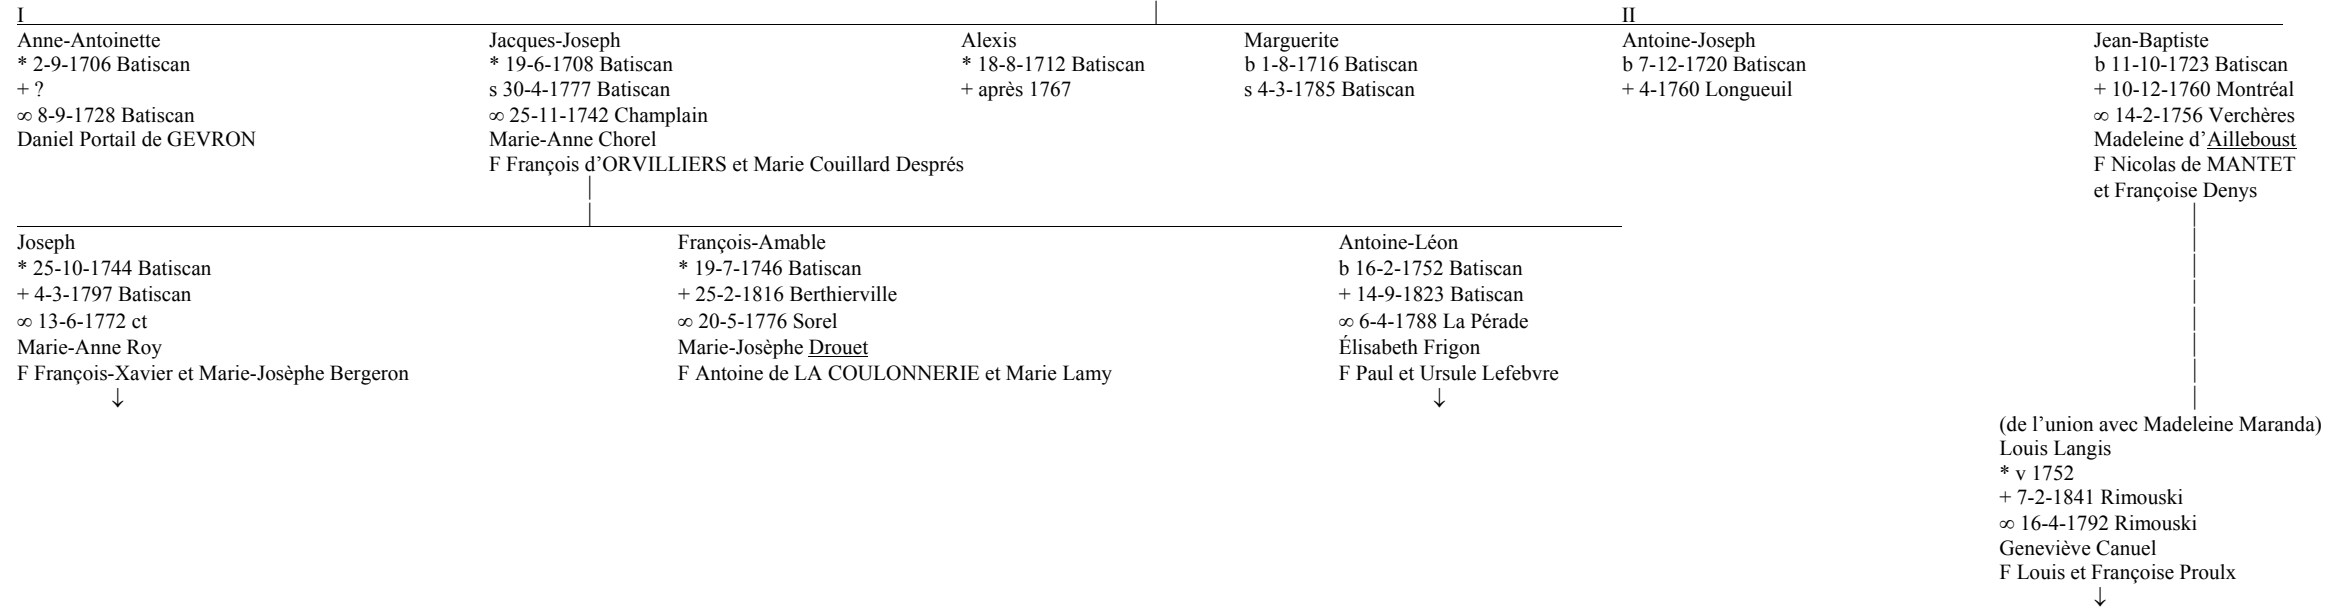 I
II
Anne-Antoinette
* 2-9-1706 Batiscan
+ ?
∞ 8-9-1728 Batiscan
Daniel Portail de GEVRON
Jacques-Joseph
* 19-6-1708 Batiscan
s 30-4-1777 Batiscan
∞ 25-11-1742 Champlain
Marie-Anne Chorel
F François d’ORVILLIERS et Marie Couillard Després
Alexis
* 18-8-1712 Batiscan
+ après 1767
Marguerite
b 1-8-1716 Batiscan
s 4-3-1785 Batiscan
Antoine-Joseph
b 7-12-1720 Batiscan
+ 4-1760 Longueuil
Jean-Baptiste
b 11-10-1723 Batiscan
+ 10-12-1760 Montréal
∞ 14-2-1756 Verchères
Madeleine d’Ailleboust
F Nicolas de MANTET
et Françoise Denys
Joseph
* 25-10-1744 Batiscan
+ 4-3-1797 Batiscan
∞ 13-6-1772 ct
Marie-Anne Roy
F François-Xavier et Marie-Josèphe Bergeron
↓
François-Amable
* 19-7-1746 Batiscan
+ 25-2-1816 Berthierville
∞ 20-5-1776 Sorel
Marie-Josèphe Drouet
F Antoine de LA COULONNERIE et Marie Lamy
Antoine-Léon
b 16-2-1752 Batiscan
+ 14-9-1823 Batiscan
∞ 6-4-1788 La Pérade
Élisabeth Frigon
F Paul et Ursule Lefebvre
↓
(de l’union avec Madeleine Maranda)
Louis Langis
* v 1752
+ 7-2-1841 Rimouski
∞ 16-4-1792 Rimouski
Geneviève Canuel
F Louis et Françoise Proulx
↓